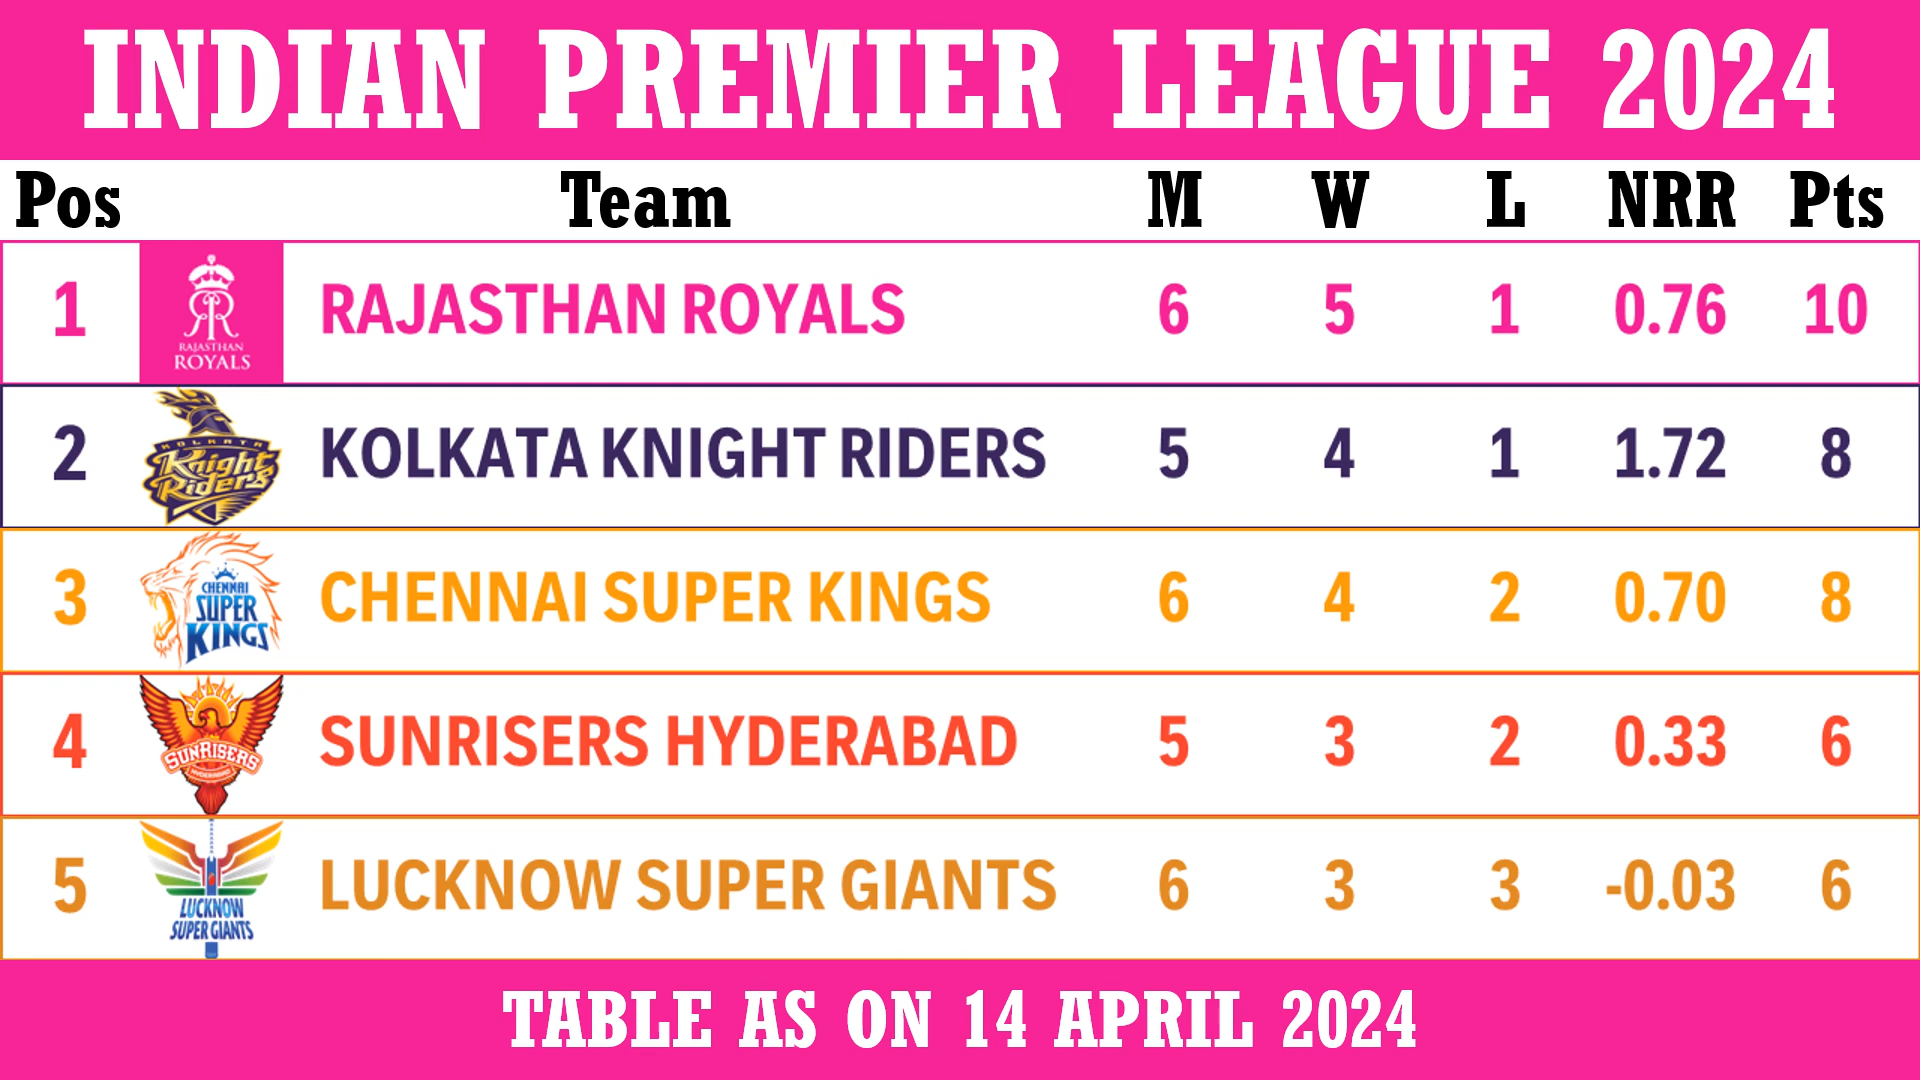 INDIAN PREMIER LEAGUE 2024
Pos Team M W L NRR Pts
1 RAJASTHAN ROYALS RAJASTHAN ROYALS 6 5 1 0.76 10
2 KOLKATA Knight Riders KOLKATA KNIGHT RIDERS 5 4 1 1.72 8
3 CHENNAI SUPER KINGS CHENNAI SUPER KINGS 6 4 2 0.70 8
4 SUNRISERS HYDERABAD SUNRISERS HYDERABAD 5 3 2 0.33 6
5 LUCKNOW SUPER GIANTS LUCKNOW SUPER GIANTS 6 3 3 -0.03 6
TABLE AS ON 14 APRIL 2024